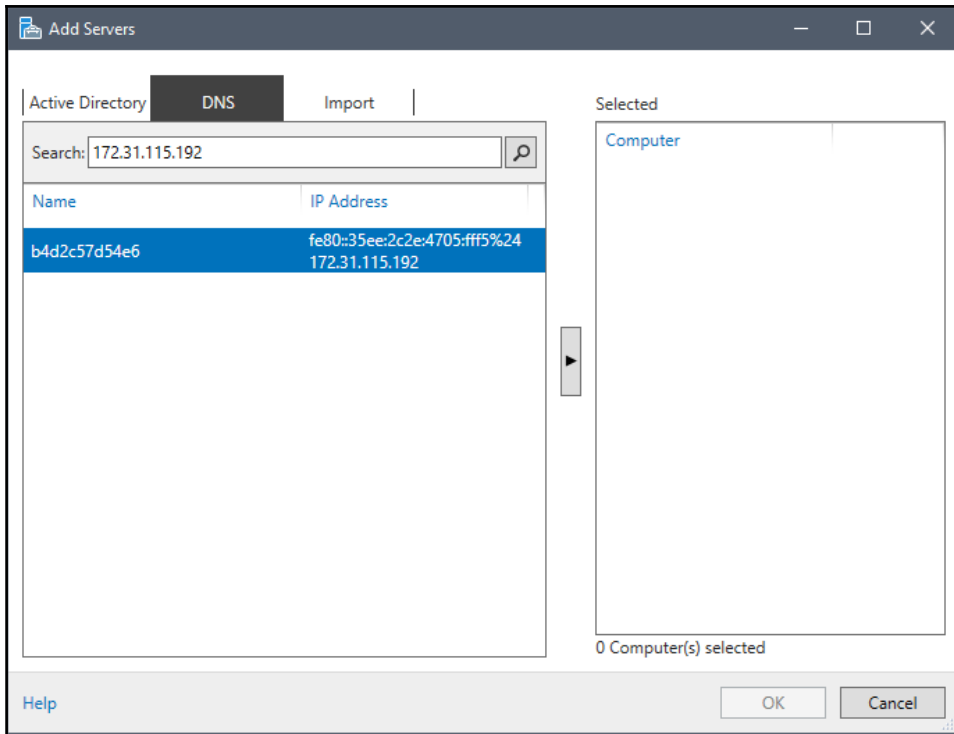 Add Servers
Active Directory DNS Import
Search: 172.31.115.192
Name IP Address
b4d2c57d54e6
fe80::35ee:2c2e:4705:fff5%24
172.31.115.192
Selected
Computer
0 Computer(s) selected
Help OK Cancel